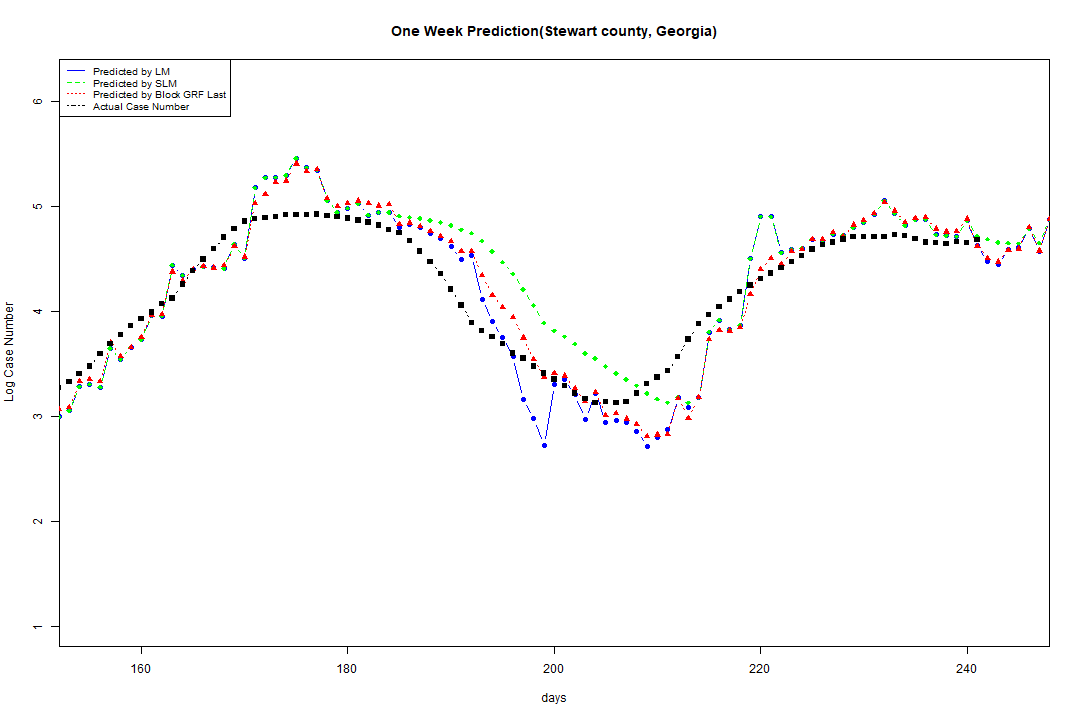 One Week Prediction(Stewart county, Georgia)
Predicted by LM
Predicted by SLM
Predicted by Block GRF Last
Actual Case Number
6
5
4
3
2
1
Log Case Number
160 180 200 220 240
days